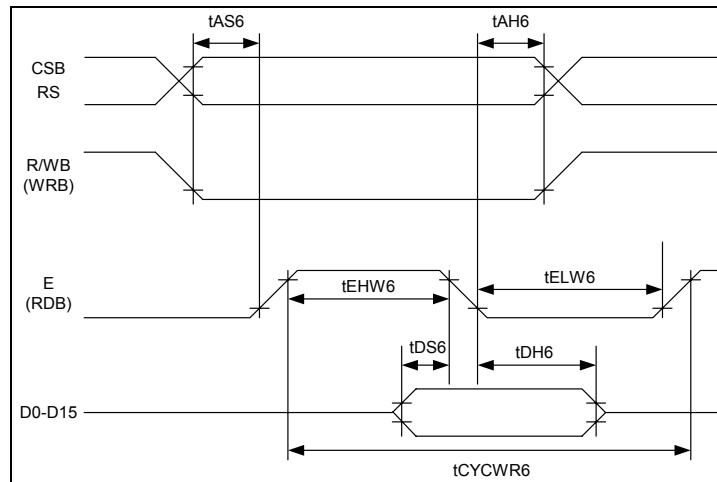 tAS6
tAH6
CSB
RS
R/WB
(WRB)
E
(RDB)
tEHW6
tELW6
tDS6
tDH6
D0-D15
tCYCWR6